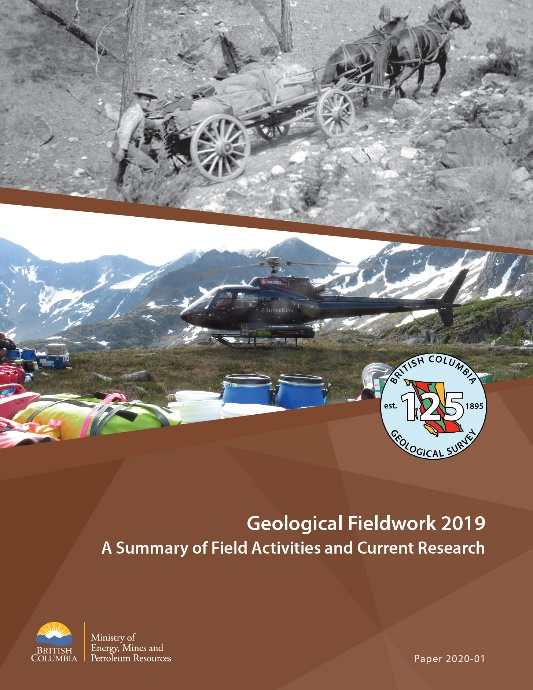 BRITISH COLUMBIA
est. 125 1895
GEOLOGICAL SURVEY
Geological Fieldwork 2019
A Summary of Field Activities and Current Research
BRITISH
COLUMBIA
Ministry of
Energy, Mines and
Petroleum Resources
Paper 2020-01